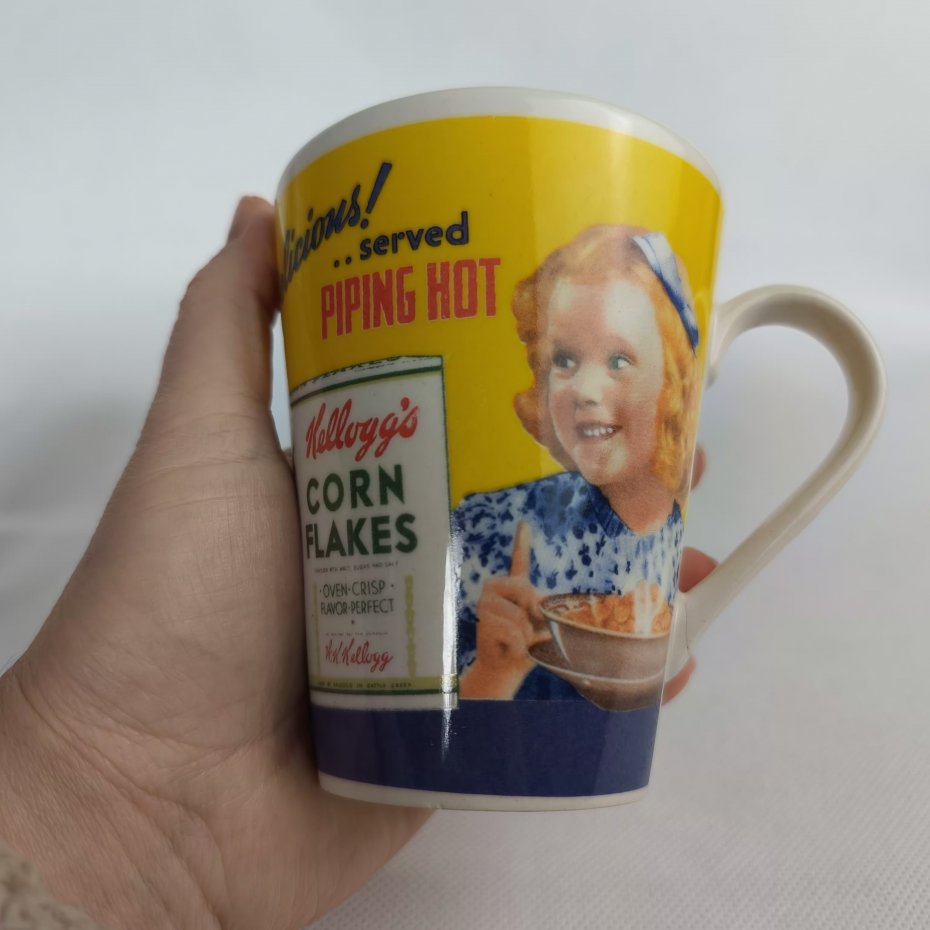 licious!
..served
PIPING HOT
Kellogg's
CORN
FLAKES
OVEN-CRISP
FLAVOR-PERFECT
W.K.Kellogg